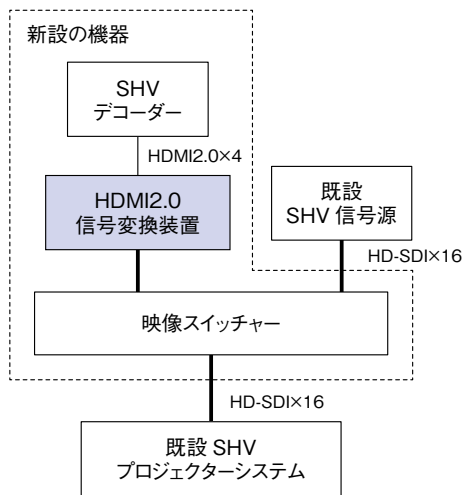 新設の機器
SHV
デコーダー
HDMI2.0×4
HDMI2.0
信号変換装置
既設
SHV 信号源
HD-SDI×16
映像スイッチャー
HD-SDI×16
既設 SHV
プロジェクターシステム